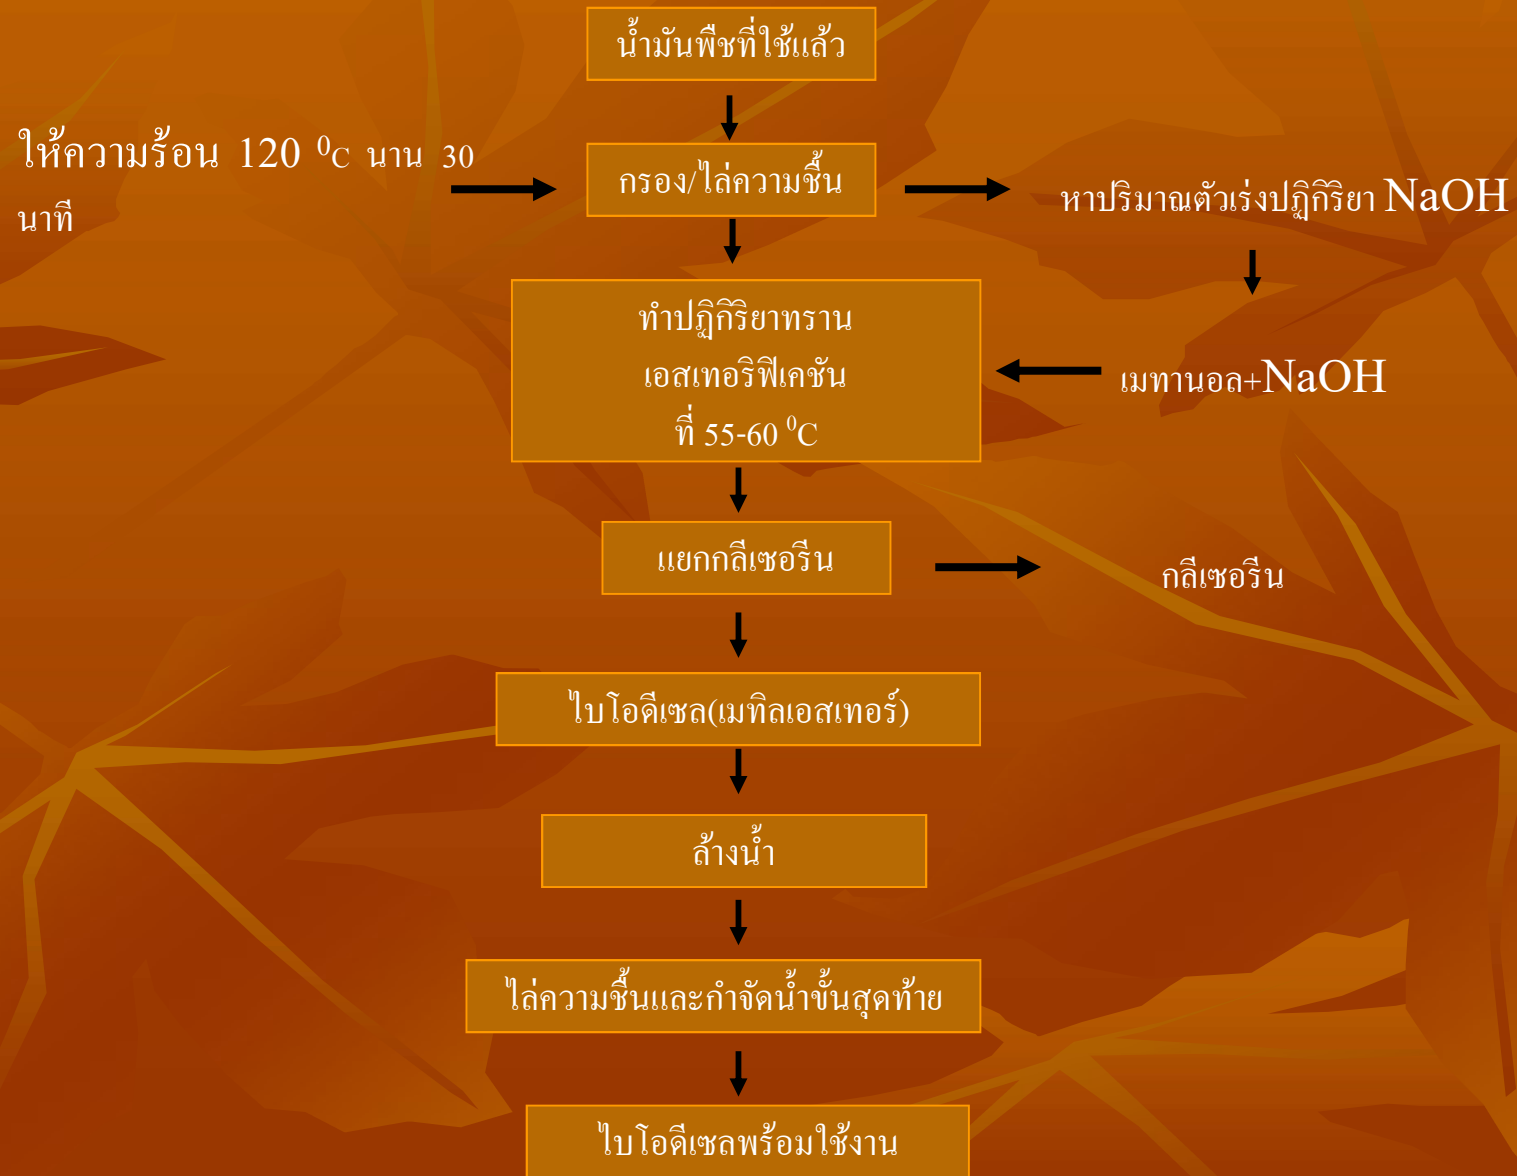 น้ำมันพืชที่ใช้แล้ว
ให้ความร้อน 120 ⁰C นาน 30
นาที
กรอง/ไล่ความชื้น
หาปริมาณตัวเร่งปฏิกิริยา NaOH
ทำปฏิกิริยาทราน
เอสเทอริฟิเคชัน
ที่ 55-60 ⁰C
เมทานอล+NaOH
แยกกลีเซอรีน
กลีเซอรีน
ไบโอดีเซล(เมทิลเอสเทอร์)
ล้างน้ำ
ไล่ความชื้นและกำจัดน้ำขั้นสุดท้าย
ไบโอดีเซลพร้อมใช้งาน